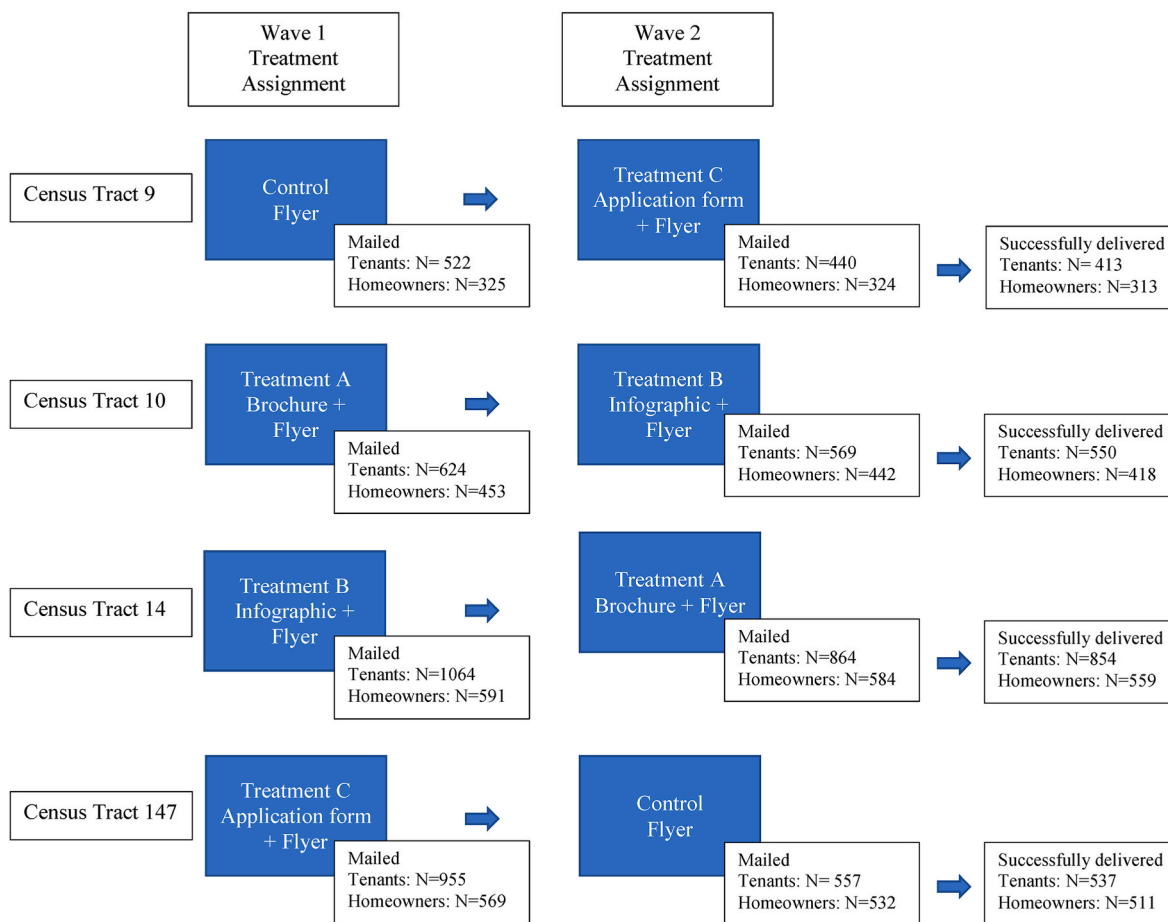 Wave 1
Treatment
Assignment
Wave 2
Treatment
Assignment
Census Tract 9
Control
Flyer
Mailed
Tenants: N= 522
Homeowners: N=325
Treatment C
Application form
+ Flyer
Mailed
Tenants: N=440
Homeowners: N=324
Successfully delivered
Tenants: N= 413
Homeowners: N=313
Census Tract 10
Treatment A
Brochure +
Flyer
Mailed
Tenants: N=624
Homeowners: N=453
Treatment B
Infographic +
Flyer
Mailed
Tenants: N=569
Homeowners: N=442
Successfully delivered
Tenants: N=550
Homeowners: N=418
Census Tract 14
Treatment B
Infographic +
Flyer
Mailed
Tenants: N=1064
Homeowners: N=591
Treatment A
Brochure + Flyer
Mailed
Tenants: N=864
Homeowners: N=584
Successfully delivered
Tenants: N=854
Homeowners: N=559
Census Tract 147
Treatment C
Application form
+ Flyer
Mailed
Tenants: N=955
Homeowners: N=569
Control
Flyer
Mailed
Tenants: N= 557
Homeowners: N=532
Successfully delivered
Tenants: N=537
Homeowners: N=511